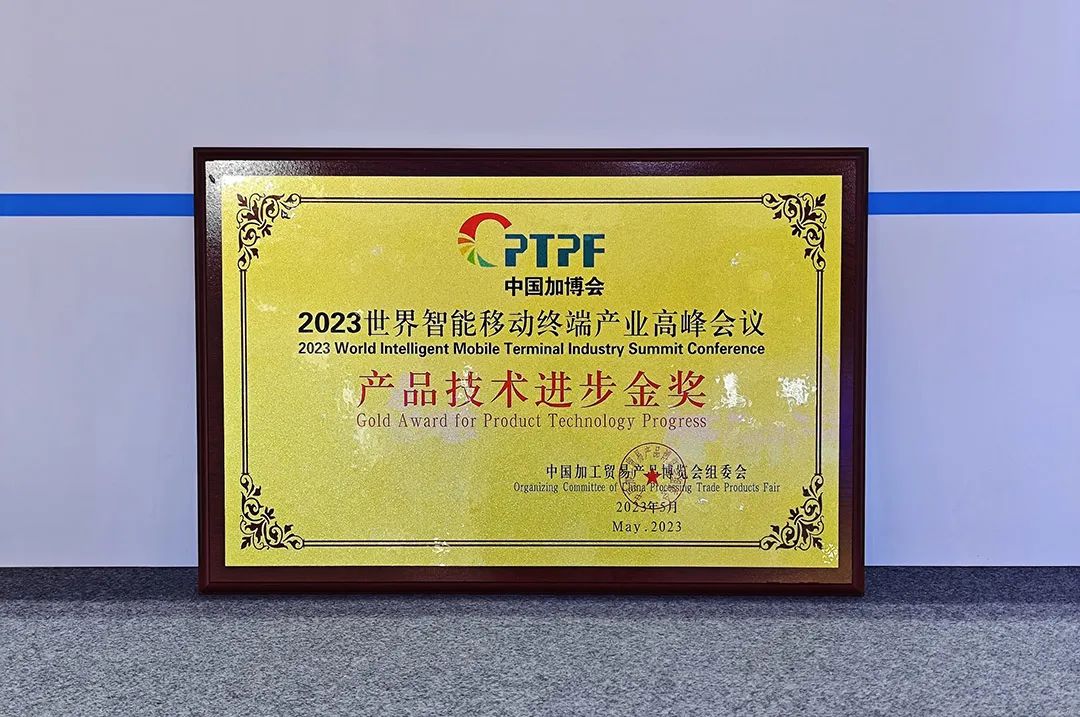 CPTPF
中国加博会
2023世界智能移动终端产业高峰会议
2023 World Intelligent Mobile Terminal Industry Summit Conference
产品技术进步金奖
Gold Award for Product Technology Progress
中国加工贸易产品博览会组委会
Organizing Committee of China Processing Trade Products Fair
2023年5月
May.2023